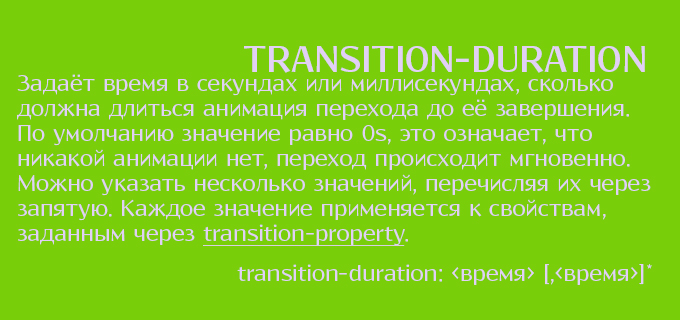 TRANSITION-DURATION
Задаёт время в секундах или миллисекундах, сколько
должна длиться анимация перехода до её завершения.
По умолчанию значение равно 0s, это означает, что
никакой анимации нет, переход происходит мгновенно.
Можно указать несколько значений, перечисляя их через
запятую. Каждое значение применяется к свойствам,
заданным через transition-property.
transition-duration: <время> [,<время>]*